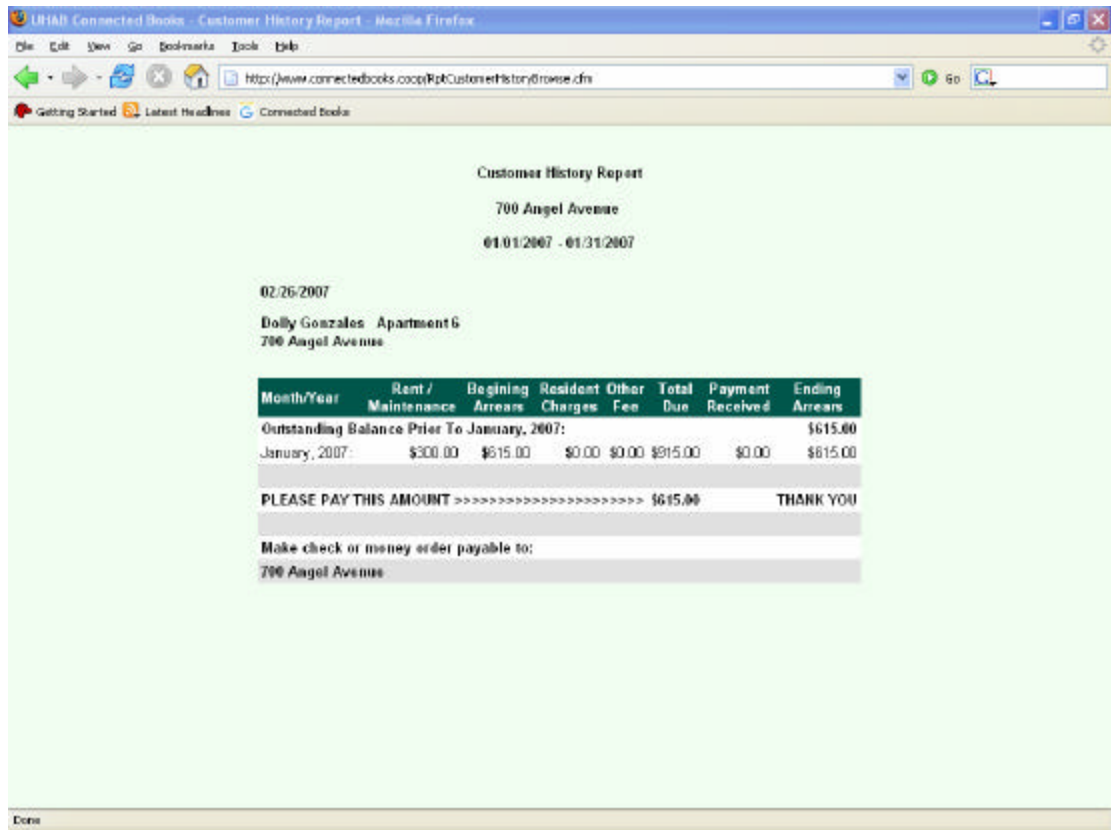 UHAB Connected Books - Customer History Report - Mozilla Firefox
File Edit View Go Bookmarks Tools Help
http://www.connectedbooks.coop/RptCustomerHistoryBrowse.cfm Go
Getting Started Latest Headlines Connected Books
Customer History Report
700 Angel Avenue
01/01/2007 - 01/31/2007
02/26/2007
Dolly Gonzales Apartment 6
700 Angel Avenue
Month/Year Rent / Maintenance Begining Arrears Resident Charges Other Fee Total Due Payment Received Ending Arrears
Outstanding Balance Prior To January, 2007: $615.00
January, 2007: $300.00 $615.00 $0.00 $0.00 $915.00 $0.00 $615.00
PLEASE PAY THIS AMOUNT >>>>>>>>>>>>>>>>>>>>>>> $615.00 THANK YOU
Make check or money order payable to:
700 Angel Avenue
Done